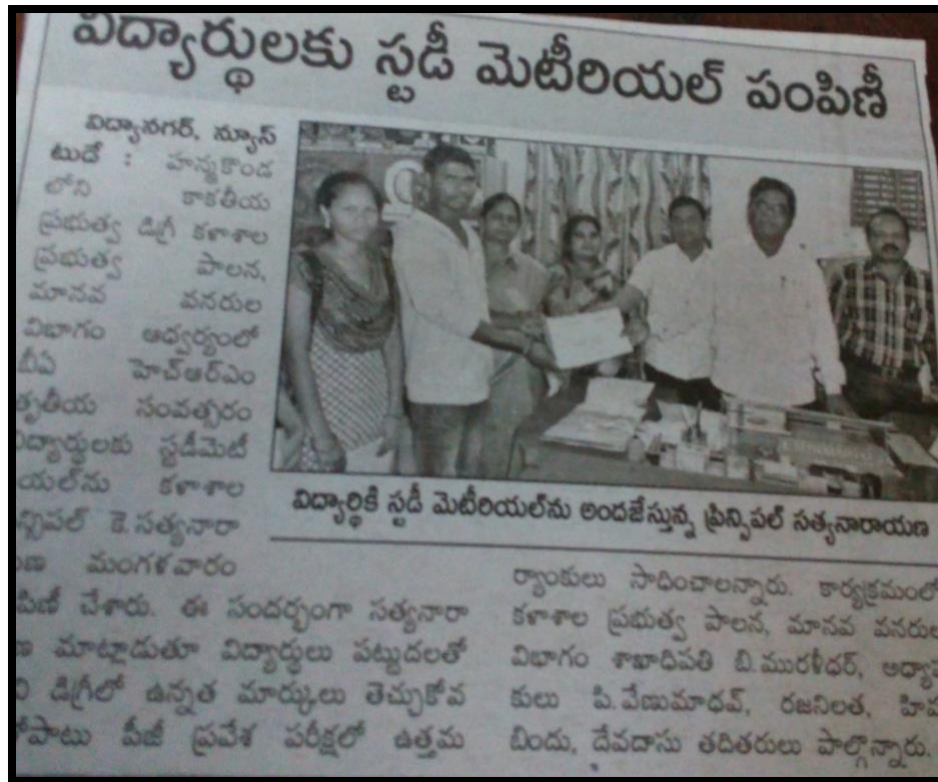 విద్యార్థులకు స్టడీ మెటీరియల్ పంపిణీ
విద్యానగర్, న్యూస్
టుడే : హన్మకొండ
లోని కాకతీయ
ప్రభుత్వ డిగ్రీ కళాశాల
ప్రభుత్వ పాలన,
మానవ వనరుల
విభాగం ఆధ్వర్యంలో
బీఏ హెచ్ఆర్ఎం
తృతీయ సంవత్సరం
విద్యార్థులకు స్టడీమెటీ
యల్‌ను కళాశాల
న్సిపల్ కె.సత్యనారా
ణ మంగళవారం
పిణీ చేశారు. ఈ సందర్భంగా సత్యనారా
ణ మాట్లాడుతూ విద్యార్థులు పట్టుదలతో
ని డిగ్రీలో ఉన్నత మార్కులు తెచ్చుకోవ
తోపాటు పీజీ ప్రవేశ పరీక్షలో ఉత్తమ
విద్యార్థికి స్టడీ మెటీరియల్‌ను అందజేస్తున్న ప్రిన్సిపల్ సత్యనారాయణ
ర్యాంకులు సాధించాలన్నారు. కార్యక్రమంలో
కళాశాల ప్రభుత్వ పాలన, మానవ వనరుల
విభాగం శాఖాధిపతి బి.మురళీధర్, అధ్యాప
కులు పి.వేణుమాధవ్, రజనిలత, హిమ
బిందు, దేవదాసు తదితరులు పాల్గొన్నారు.